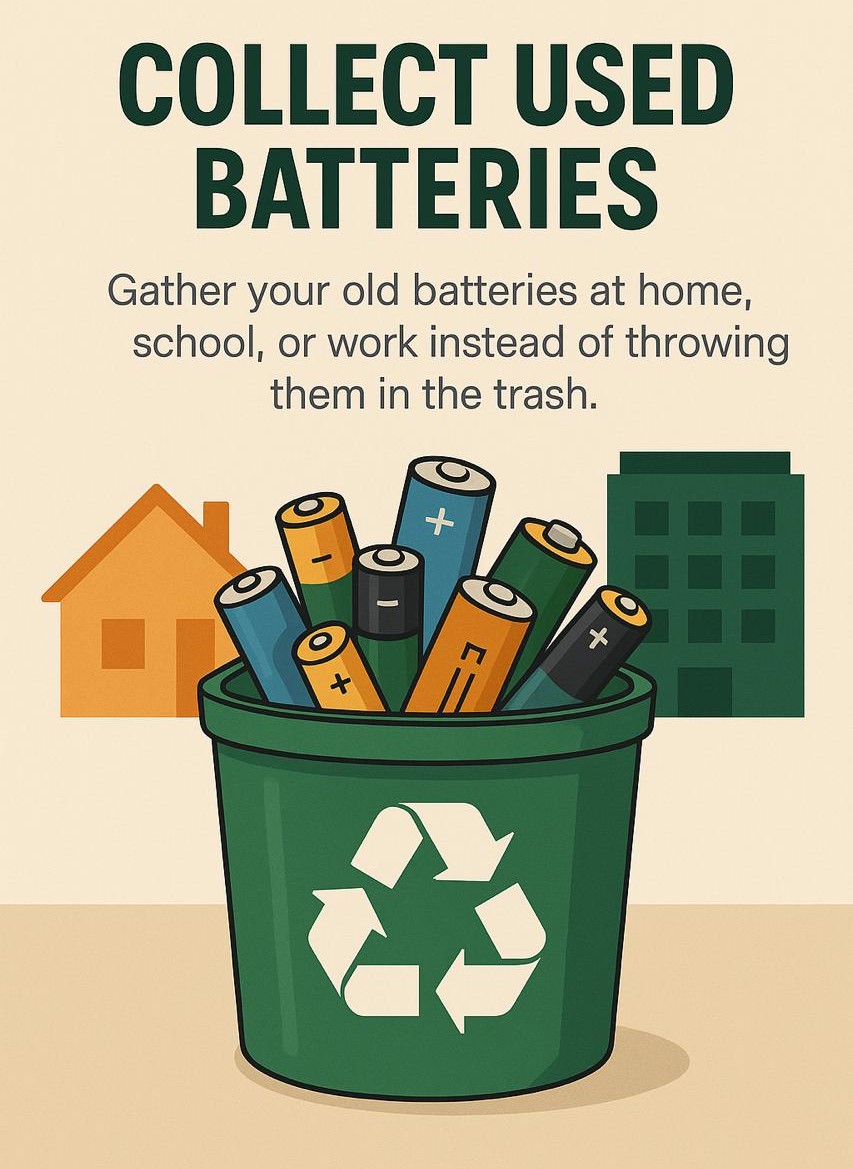 COLLECT USED
BATTERIES
Gather your old batteries at home,
school, or work instead of throwing
them in the trash.
+
-
-
+
+